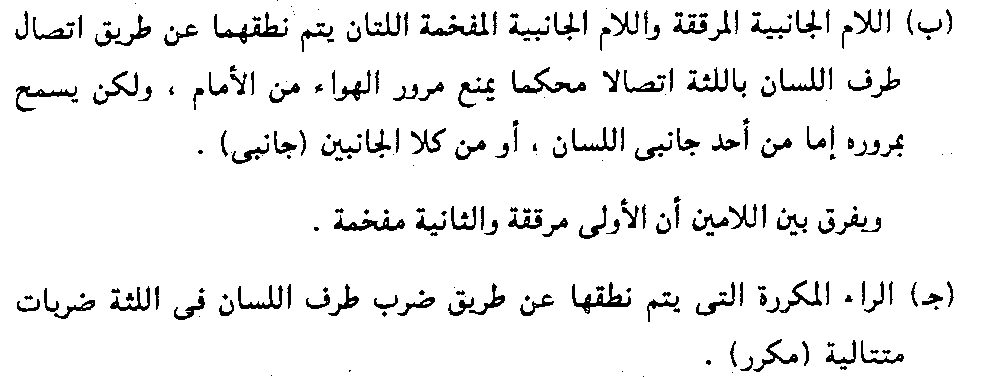 (ب) اللام الجانبية المرققة واللام الجانبية المفخمة اللتان يتم نطقهما عن طريق اتصال
طرف اللسان باللثة اتصالا محكما يمنع مرور الهواء من الأمام ، ولكن يسمح
بمروره إما من أحد جانبى اللسان ، أو من كلا الجانبين (جانبى) .
ويفرق بين اللامين أن الأولى مرققة والثانية مفخمة .
(جـ) الراء المكررة التى يتم نطقها عن طريق ضرب طرف اللسان فى اللثة ضربات
متتالية (مكرر) .